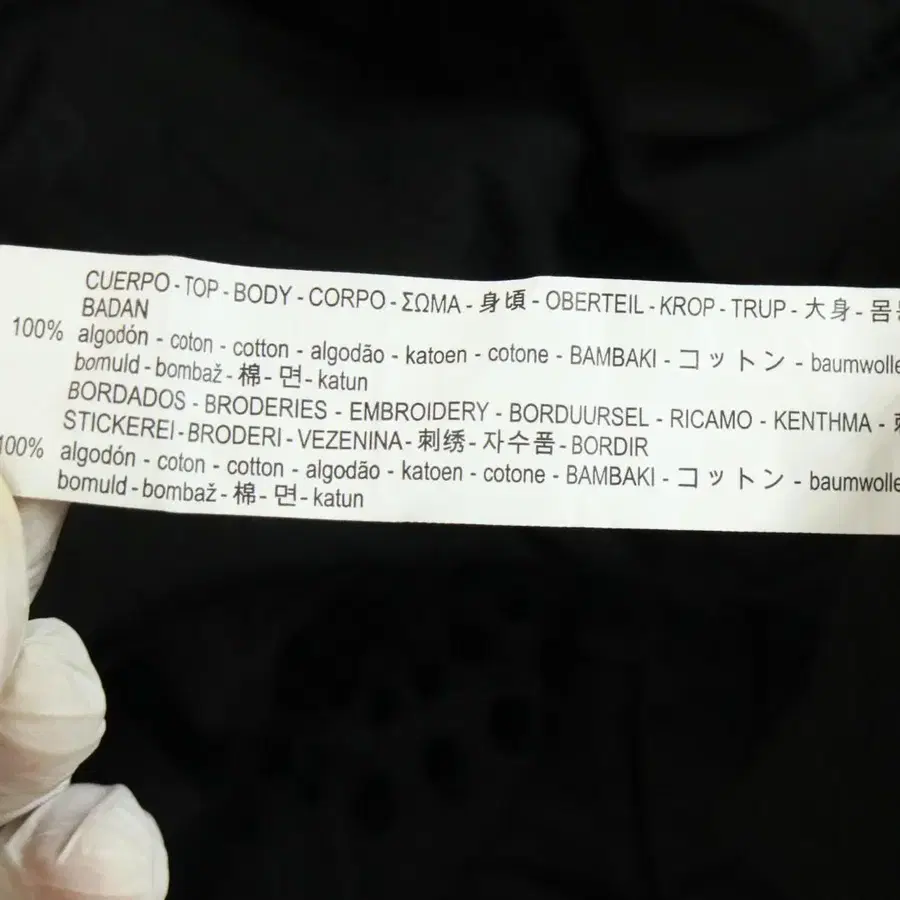 CUERPO - TOP - BODY - CORPO - ΣΩΜΑ - 身頃 - OBERTEIL - KROP - TRUP - 大身 - 몸
BADAN
100% algodón - coton - cotton - algodão - katoen - cotone - BAMBAKI - コットン - baumwolle
bomuld - bombaž - 棉 - 면 - katun
BORDADOS - BRODERIES - EMBROIDERY - BORDUURSEL - RICAMO - KENTHMA -
STICKEREI - BRODERI - VEZENINA - 刺绣 - 자수품 - BORDIR
100% algodón - coton - cotton - algodão - katoen - cotone - BAMBAKI - コットン - baumwolle
bomuld - bombaž - 棉 - 면 - katun